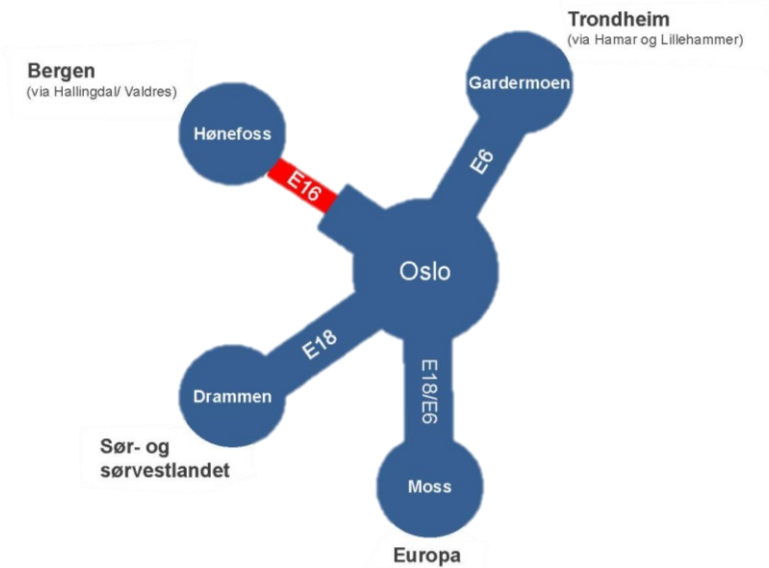 Trondheim
(via Hamar og Lillehammer)
Bergen
(via Hallingdal/ Valdres)
Gardermoen
Hønefoss
E6
E16
Oslo
E18
E18/E6
Drammen
Sør- og
sørvestlandet
Moss
Europa